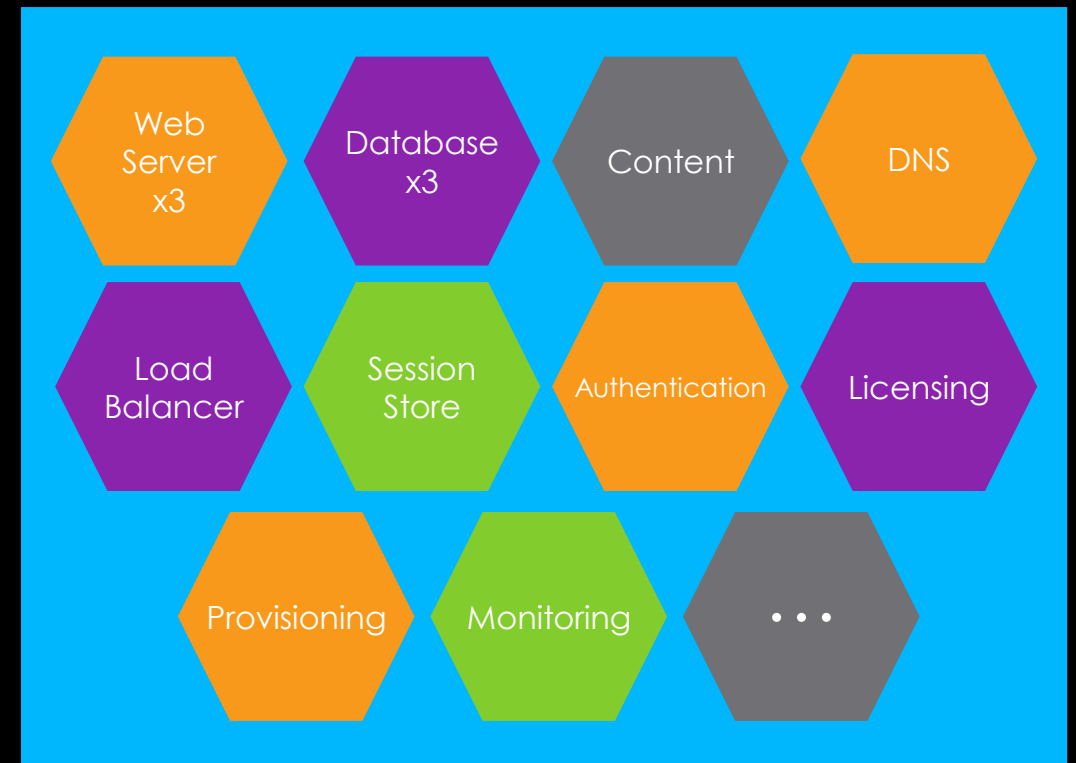 Web
Server
x3
Database
x3
Content
DNS
Load
Balancer
Session
Store
Authentication
Licensing
Provisioning
Monitoring
...